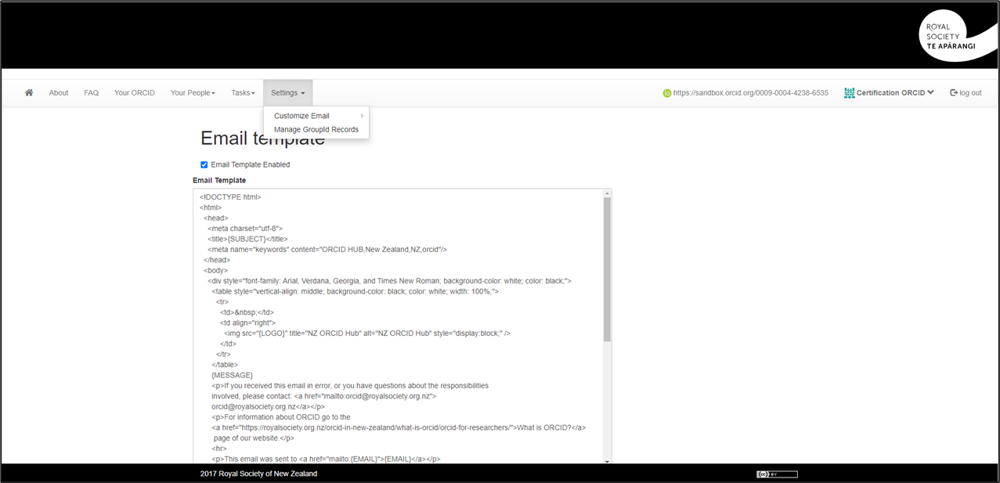 ROYAL
SOCIETY
TE APĀRANGI
About FAQ Your ORCID Your People Tasks Settings https://sandbox.orcid.org/0009-0004-4238-6535 Certification ORCID log out
Customize Email
Manage GroupId Records
Email template
Email Template Enabled
Email Template
<!DOCTYPE html>
<html>
<head>
<meta charset="utf-8">
<title>{SUBJECT}</title>
<meta name="keywords" content="ORCID HUB,New Zealand,NZ,orcid"/>
</head>
<body>
<div style="font-family: Arial, Verdana, Georgia, and Times New Roman; background-color: white; color: black;">
<table style="vertical-align: middle; background-color: black; color: white; width: 100%;">
<tr>
<td>&nbsp;</td>
<td align="right">
<img src="{LOGO}" title="NZ ORCID Hub" alt="NZ ORCID Hub" style="display:block;" />
</td>
</tr>
</table>
{MESSAGE}
<p>If you received this email in error, or you have questions about the responsibilities
involved, please contact: <a href="mailto:orcid@royalsociety.org.nz">
orcid@royalsociety.org.nz</a></p>
<p>For information about ORCID go to the
<a href="https://royalsociety.org.nz/orcid-in-new-zealand/what-is-orcid/orcid-for-researchers/">What is ORCID?</a>
page of our website.</p>
<hr>
<p>This email was sent to <a href="mailto:{EMAIL}">{EMAIL}</a></p>
2017 Royal Society of New Zealand
cc BY